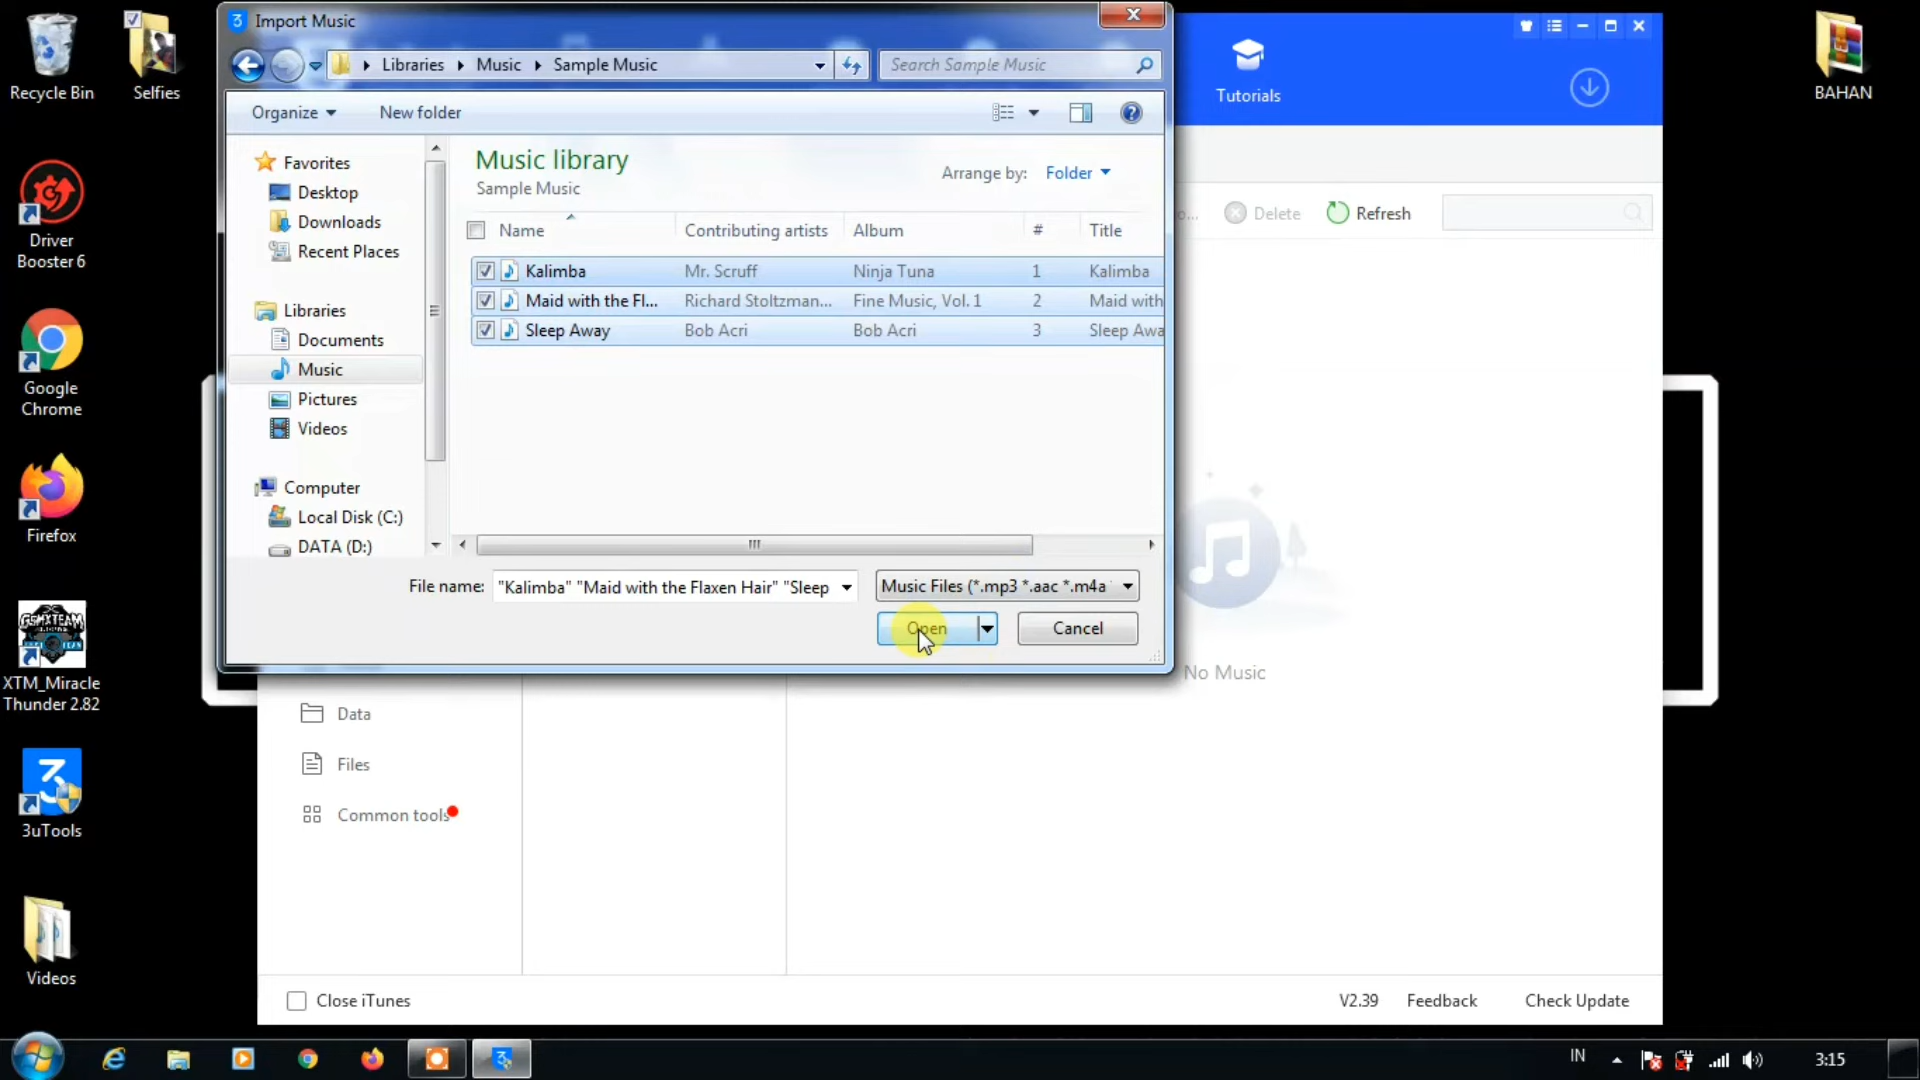 Recycle Bin
Selfies
Driver
Booster 6
Google
Chrome
Firefox
GSMXTEAM
XTM_Miracle
Thunder 2.82
3uTools
Videos
BAHAN
3 Import Music
Libraries Music Sample Music
Search Sample Music
Organize New folder
Favorites
Desktop
Downloads
Recent Places
Libraries
Documents
Music
Pictures
Videos
Computer
Local Disk (C:)
DATA (D:)
Music library
Sample Music
Arrange by: Folder
Name Contributing artists Album # Title
Kalimba Mr. Scruff Ninja Tuna 1 Kalimba
Maid with the Fl... Richard Stoltzman... Fine Music, Vol. 1 2 Maid with
Sleep Away Bob Acri Bob Acri 3 Sleep Awa
File name: "Kalimba" "Maid with the Flaxen Hair" "Sleep
Music Files (*.mp3 *.aac *.m4a
Open Cancel
Tutorials
Delete Refresh
No Music
Data
Files
Common tools
Close iTunes
V2.39 Feedback Check Update
IN 3:15